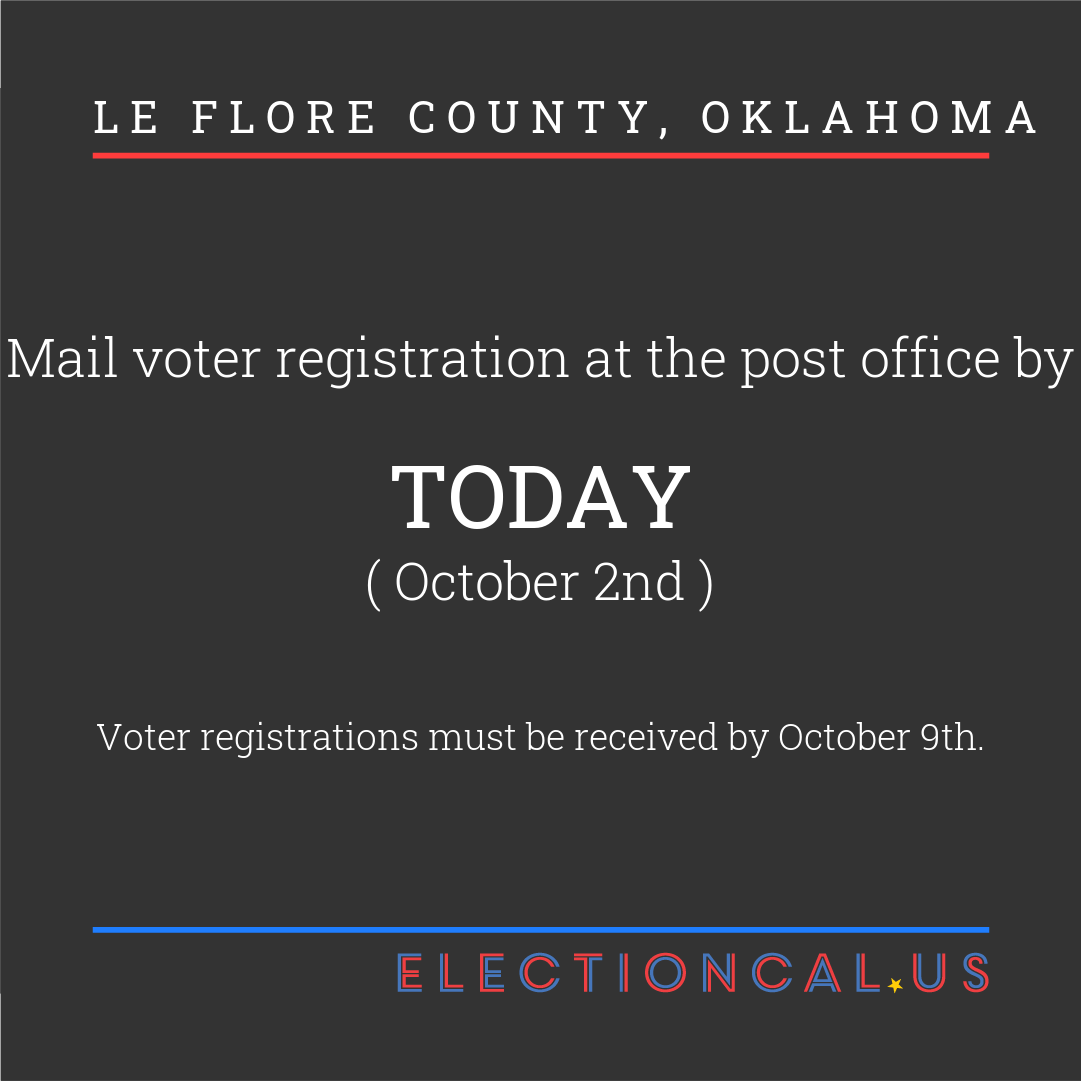 LE FLORE COUNTY, OKLAHOMA
Mail voter registration at the post office by
TODAY
( October 2nd )
Voter registrations must be received by October 9th.
ELECTIONCAL.US